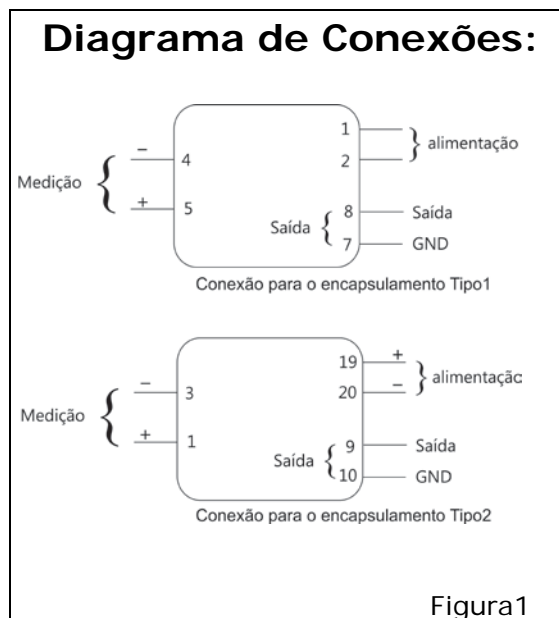 Diagrama de Conexões:
Medição { − 4
+ 5
1
2 } alimentação
Saída { 8 Saída
7 GND
Conexão para o encapsulamento Tipo1
Medição { − 3
+ 1
19 +
20 − } alimentação
Saída { 9 Saída
10 GND
Conexão para o encapsulamento Tipo2
Figura1